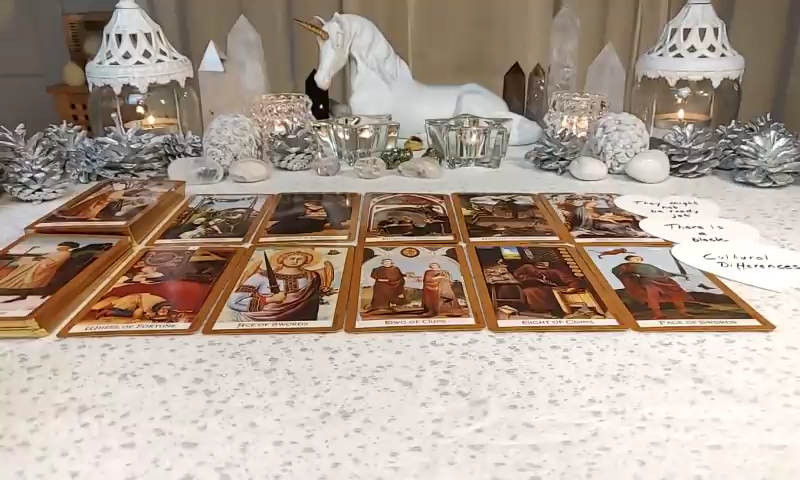 They might
not
be ready
yet
There is
a
block
Cultural
Differences
WHEEL OF FORTUNE
ACE OF SWORDS
TWO OF CUPS
EIGHT OF COINS
PAGE OF SWORDS